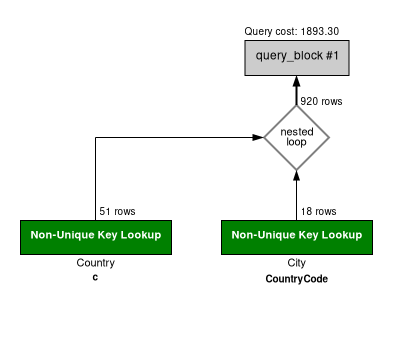 Query cost: 1893.30
query_block #1
920 rows
nested
loop
51 rows
18 rows
Non-Unique Key Lookup
Non-Unique Key Lookup
Country
City
c
CountryCode